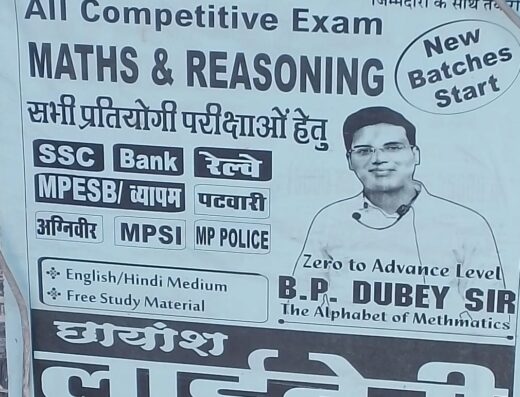 जिम्मेदारी के साथ
All Competitive Exam
MATHS & REASONING
New
Batches
Start
सभी प्रतियोगी परीक्षाओं हेतु
SSC Bank रेल्वे
MPESB/ व्यापम पटवारी
अग्निवीर MPSI MP POLICE
❖ English/Hindi Medium
❖ Free Study Material
Zero to Advance Level
B.P. DUBEY SIR
The Alphabet of Methmatics
छायांश
लाईब्रेरी